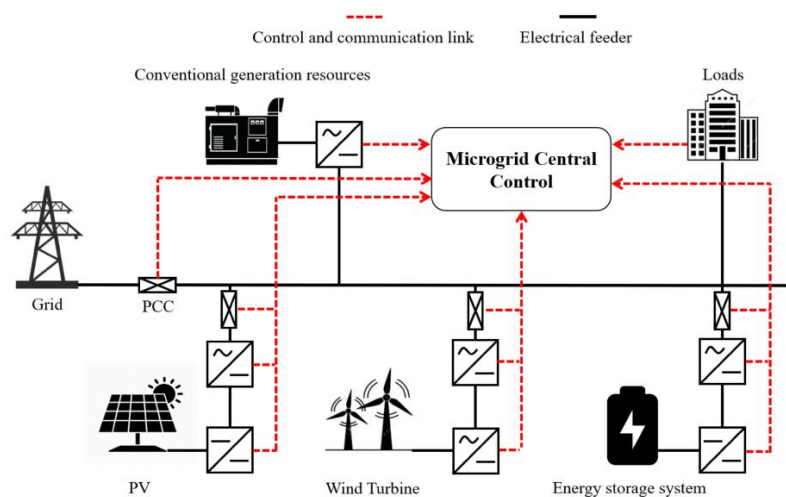 Control and communication link
Electrical feeder
Conventional generation resources
Loads
Microgrid Central
Control
Grid
PCC
PV
Wind Turbine
Energy storage system